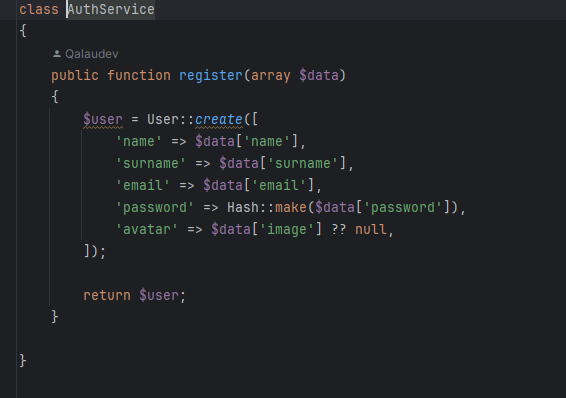 class AuthService
{
Qalaudev
public function register(array $data)
{
$user = User::create([
'name' => $data['name'],
'surname' => $data['surname'],
'email' => $data['email'],
'password' => Hash::make($data['password']),
'avatar' => $data['image'] ?? null,
]);
return $user;
}
}